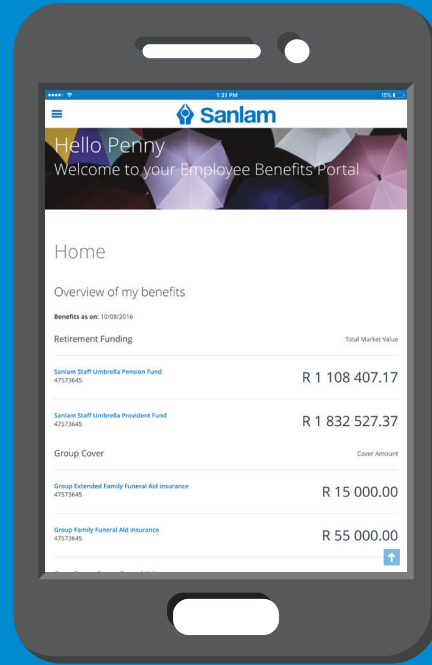 1:31 PM
15%
Sanlam
Hello Penny
Welcome to your Employee Benefits Portal
Home
Overview of my benefits
Benefits as on: 10/08/2016
Retirement Funding Total Market Value
Sanlam Staff Umbrella Pension Fund
47573645
R 1 108 407.17
Sanlam Staff Umbrella Provident Fund
47573645
R 1 832 527.37
Group Cover Cover Amount
Group Extended Family Funeral Aid insurance
47573645
R 15 000.00
Group Family Funeral Aid insurance
47573645
R 55 000.00